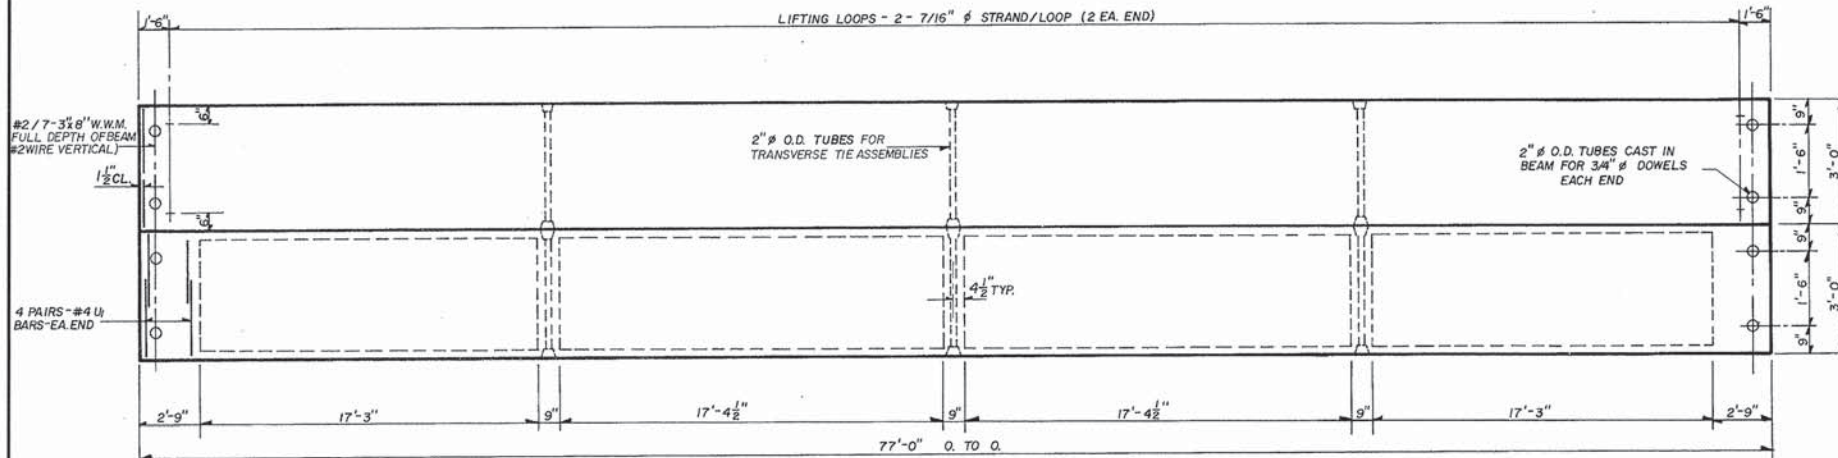 LIFTING LOOPS - 2 - 7/16" ø STRAND/LOOP (2 EA. END)
1'-6"
1'-6"
#2 / 7-3"x8" W.W.M.
FULL DEPTH OF BEAM
#2 WIRE VERTICAL)
1½" CL.
6"
6"
2" ø O.D. TUBES FOR
TRANSVERSE TIE ASSEMBLIES
2" ø O.D. TUBES CAST IN
BEAM FOR 3/4" ø DOWELS
EACH END
9"
1'-6"
9"
3'-0"
9"
1'-6"
9"
3'-0"
4½" TYP.
4 PAIRS - #4 U₁
BARS-EA. END
2'-9"
17'-3"
9"
17'-4½"
9"
17'-4½"
9"
17'-3"
2'-9"
77'-0" O. TO O.